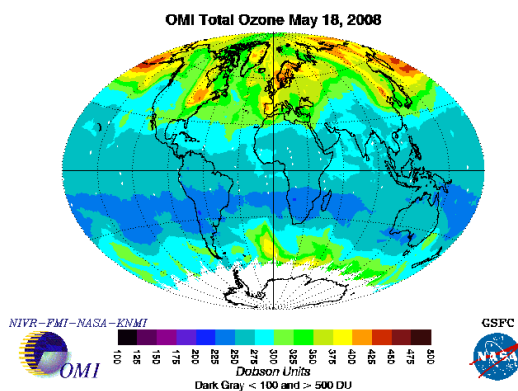 OMI Total Ozone May 18, 2008
NIVR-FMI-NASA-KNMI
GSFC
OMI
NASA
100 125 150 175 200 225 250 275 300 325 350 375 400 425 450 475 500
Dobson Units
Dark Gray < 100 and > 500 DU